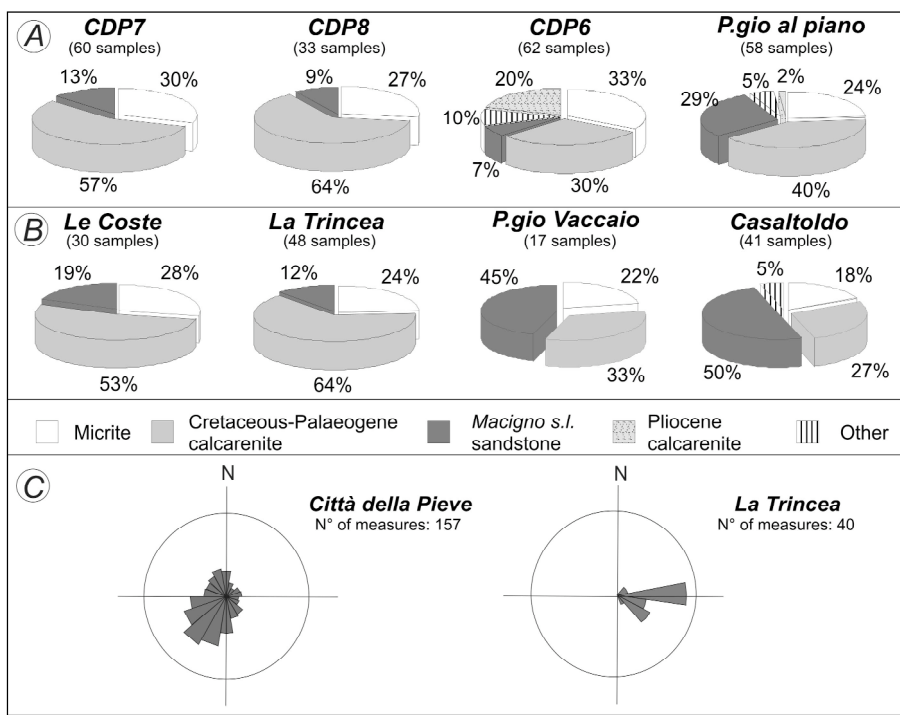 A
CDP7
(60 samples)
13%
30%
57%
CDP8
(33 samples)
9%
27%
64%
CDP6
(62 samples)
20%
33%
10%
7%
30%
P.gio al piano
(58 samples)
5%
2%
24%
29%
40%
B
Le Coste
(30 samples)
19%
28%
53%
La Trincea
(48 samples)
12%
24%
64%
P.gio Vaccaio
(17 samples)
45%
22%
33%
Casaltoldo
(41 samples)
5%
18%
50%
27%
Micrite
Cretaceous-Palaeogene
calcarenite
Macigno s.l.
sandstone
Pliocene
calcarenite
Other
C
N
Città della Pieve
N° of measures: 157
N
La Trincea
N° of measures: 40